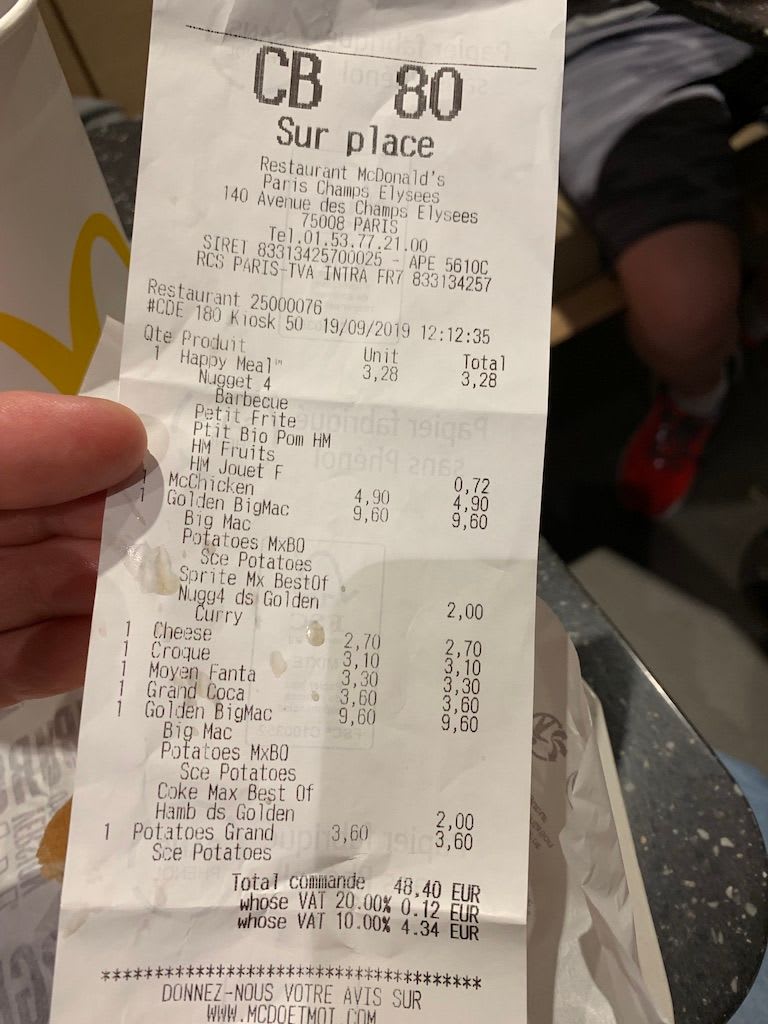 CB 80
Sur place
Restaurant McDonald's
Paris Champs Elysees
140 Avenue des Champs Elysees
75008 PARIS
Tel.01.53.77.21.00
SIRET 83313425700025 - APE 5610C
RCS PARIS-TVA INTRA FR7 833134257
Restaurant 25000076
#CDE 180 Kiosk 50 19/09/2019 12:12:35
Qte Produit Unit Total
1 Happy Meal™ 3,28 3,28
Nugget 4
Barbecue
Petit Frite
Ptit Bio Pom HM
HM Fruits
HM Jouet F 0,72
1 McChicken 4,90 4,90
1 Golden BigMac 9,60 9,60
Big Mac
Potatoes MxBO
Sce Potatoes
Sprite Mx BestOf
Nugg4 ds Golden 2,00
Curry
1 Cheese 2,70 2,70
1 Croque 3,10 3,10
1 Moyen Fanta 3,30 3,30
1 Grand Coca 3,60 3,60
1 Golden BigMac 9,60 9,60
Big Mac
Potatoes MxBO
Sce Potatoes
Coke Max Best Of
Hamb ds Golden 2,00
1 Potatoes Grand 3,60 3,60
Sce Potatoes
Total commande 48,40 EUR
whose VAT 20.00% 0.12 EUR
whose VAT 10.00% 4.34 EUR
****************************************
DONNEZ-NOUS VOTRE AVIS SUR
WWW.MCDOETMOI.COM